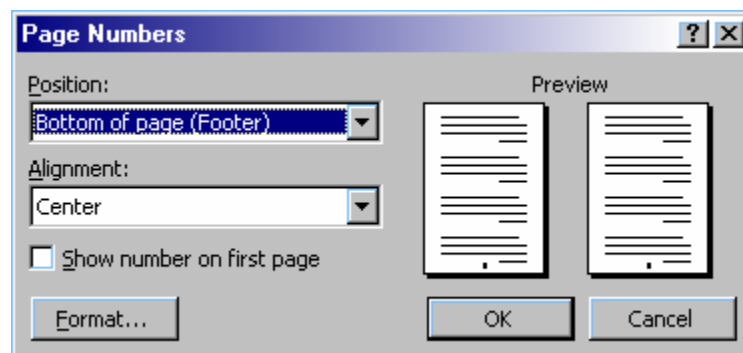 Page Numbers
Position:
Preview
Bottom of page (Footer)
Alignment:
Center
Show number on first page
Format...
OK
Cancel